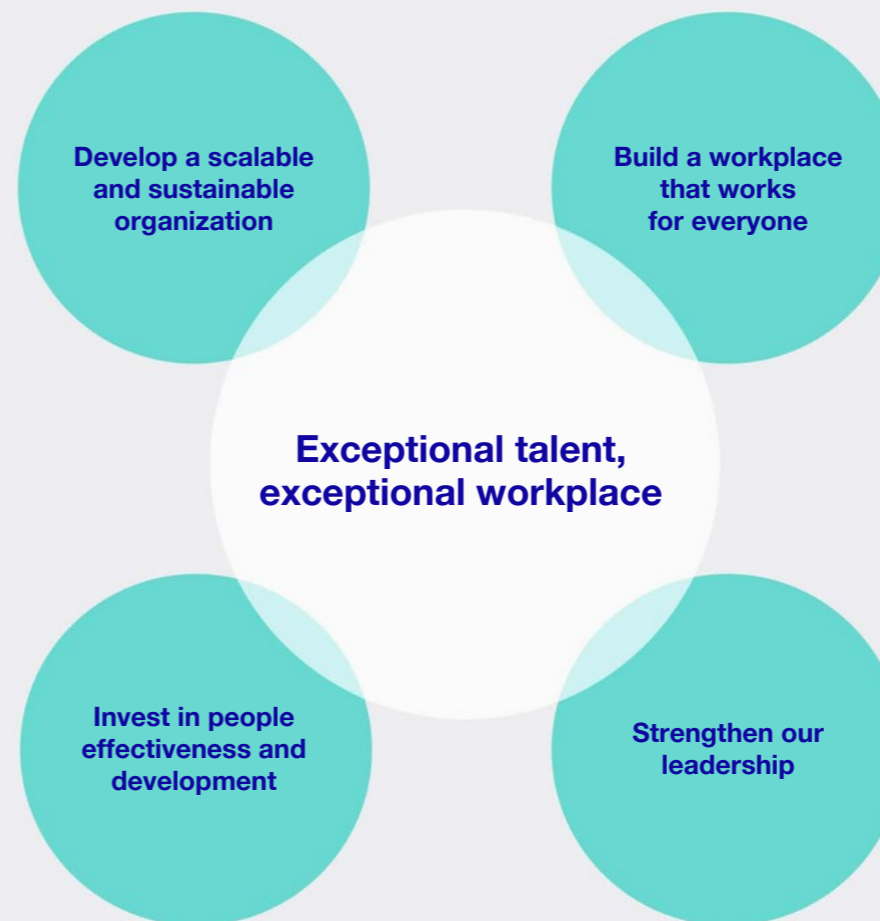 Develop a scalable
and sustainable
organization
Build a workplace
that works
for everyone
Exceptional talent,
exceptional workplace
Invest in people
effectiveness and
development
Strengthen our
leadership